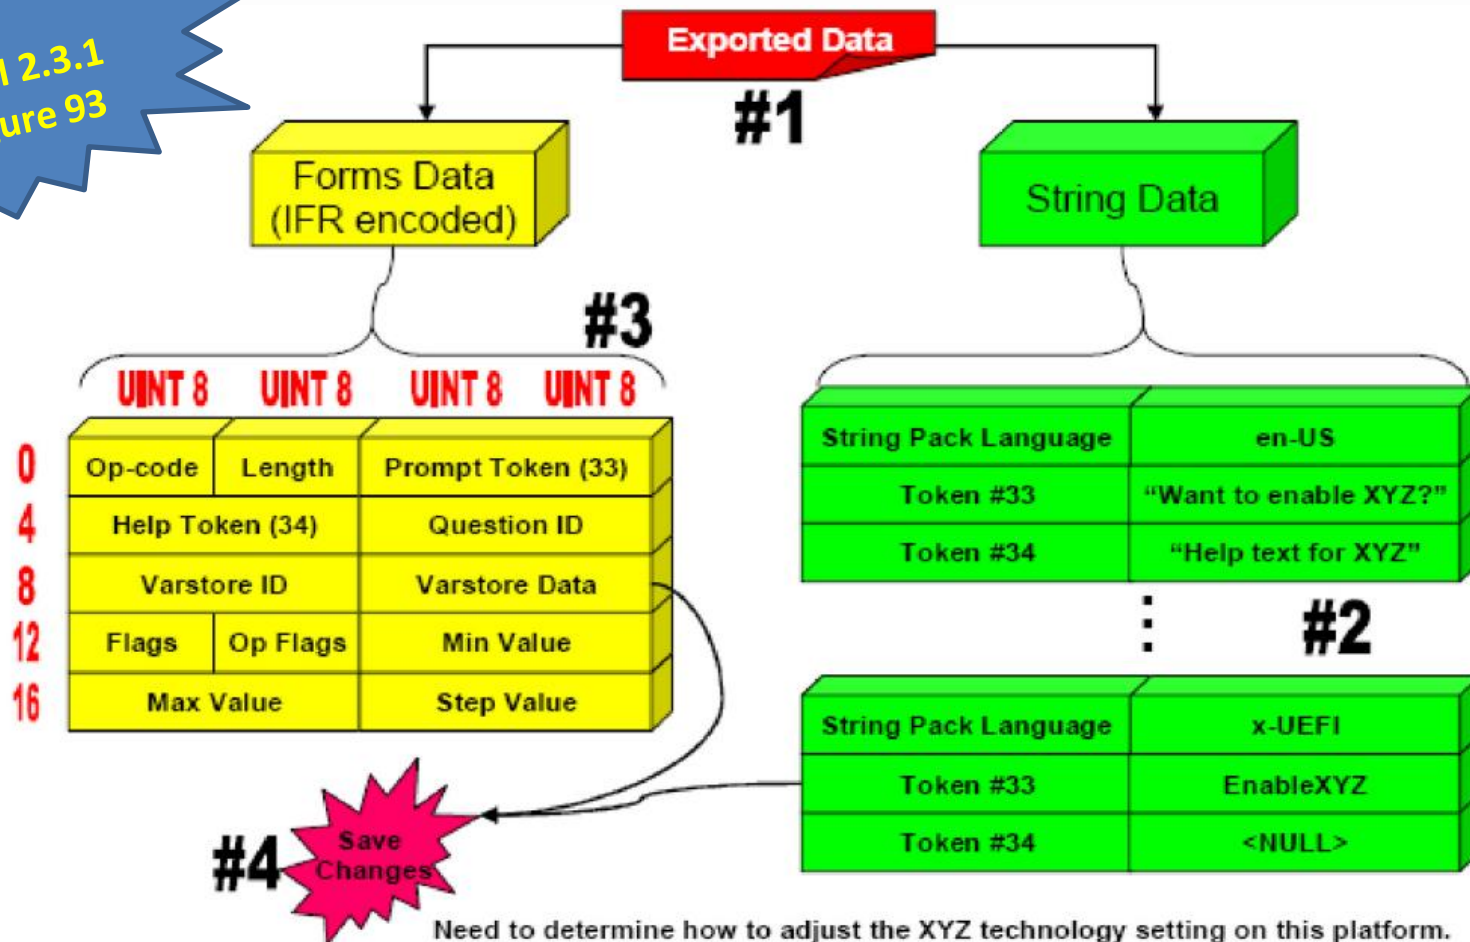 2.3.1
93
Exported Data
#1
Forms Data
(IFR encoded)
String Data
#3
UINT 8 UINT 8 UINT 8 UINT 8
0 Op-code Length Prompt Token (33)
4 Help Token (34) Question ID
8 Varstore ID Varstore Data
12 Flags Op Flags Min Value
16 Max Value Step Value
String Pack Language en-US
Token #33 “Want to enable XYZ?”
Token #34 “Help text for XYZ”
#2
String Pack Language x-UEFI
Token #33 EnableXYZ
Token #34 <NULL>
#4
Save
Changes
Need to determine how to adjust the XYZ technology setting on this platform.